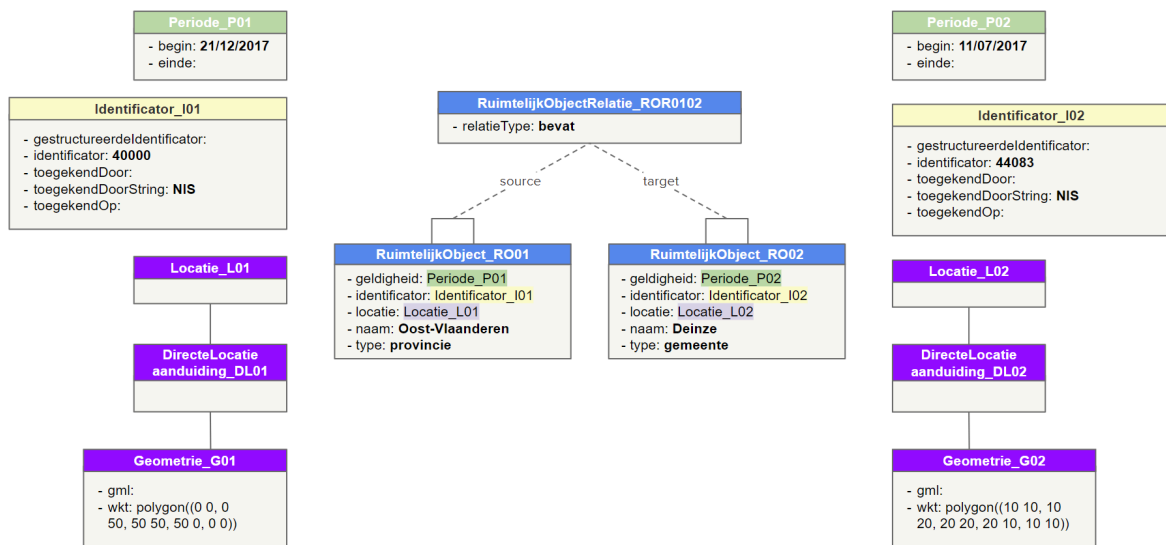 Periode_P01
- begin: 21/12/2017
- einde:
Identificator_I01
- gestructureerdeIdentificator:
- identificator: 40000
- toegekendDoor:
- toegekendDoorString: NIS
- toegekendOp:
Locatie_L01
DirecteLocatie
aanduiding_DL01
Geometrie_G01
- gml:
- wkt: polygon((0 0, 0
50, 50 50, 50 0, 0 0))
RuimtelijkObjectRelatie_ROR0102
- relatieType: bevat
source
target
RuimtelijkObject_RO01
- geldigheid: Periode_P01
- identificator: Identificator_I01
- locatie: Locatie_L01
- naam: Oost-Vlaanderen
- type: provincie
RuimtelijkObject_RO02
- geldigheid: Periode_P02
- identificator: Identificator_I02
- locatie: Locatie_L02
- naam: Deinze
- type: gemeente
Periode_P02
- begin: 11/07/2017
- einde:
Identificator_I02
- gestructureerdeIdentificator:
- identificator: 44083
- toegekendDoor:
- toegekendDoorString: NIS
- toegekendOp:
Locatie_L02
DirecteLocatie
aanduiding_DL02
Geometrie_G02
- gml:
- wkt: polygon((10 10, 10
20, 20 20, 20 10, 10 10))